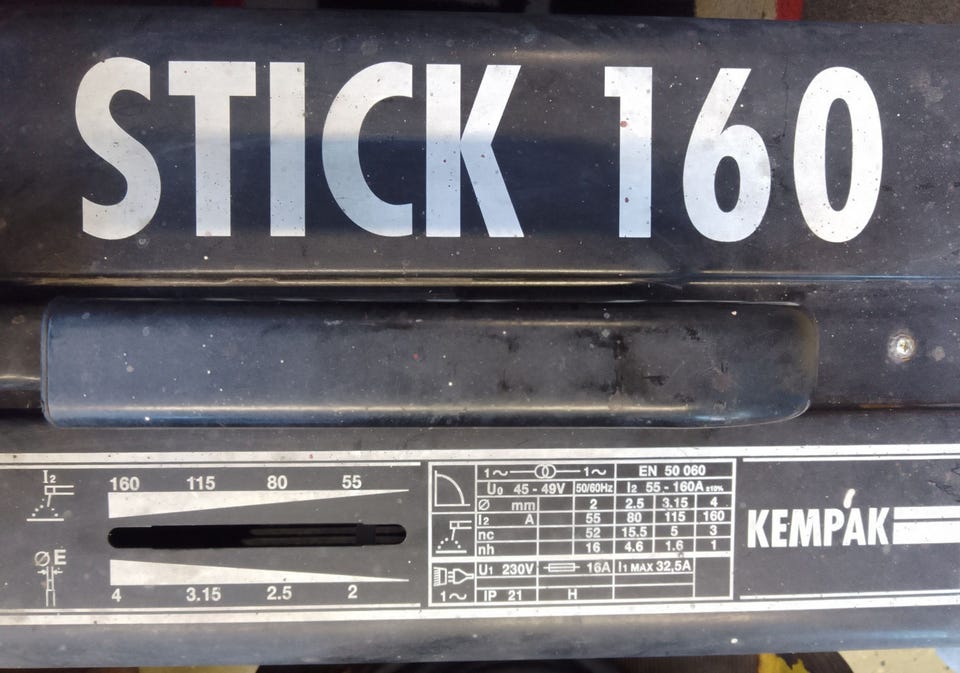 STICK 160
I2
160 115 80 55
Ø E
4 3.15 2.5 2
1~ 1~ EN 50 060
U0 45 - 49V 50/60Hz I2 55 - 160A ±10%
Ø mm 2 2.5 3.15 4
I2 A 55 80 115 160
nc 52 15.5 5 3
nh 16 4.6 1.6 1
U1 230V 16A I1 MAX 32,5A
1~ IP 21 H
KEMPÁK